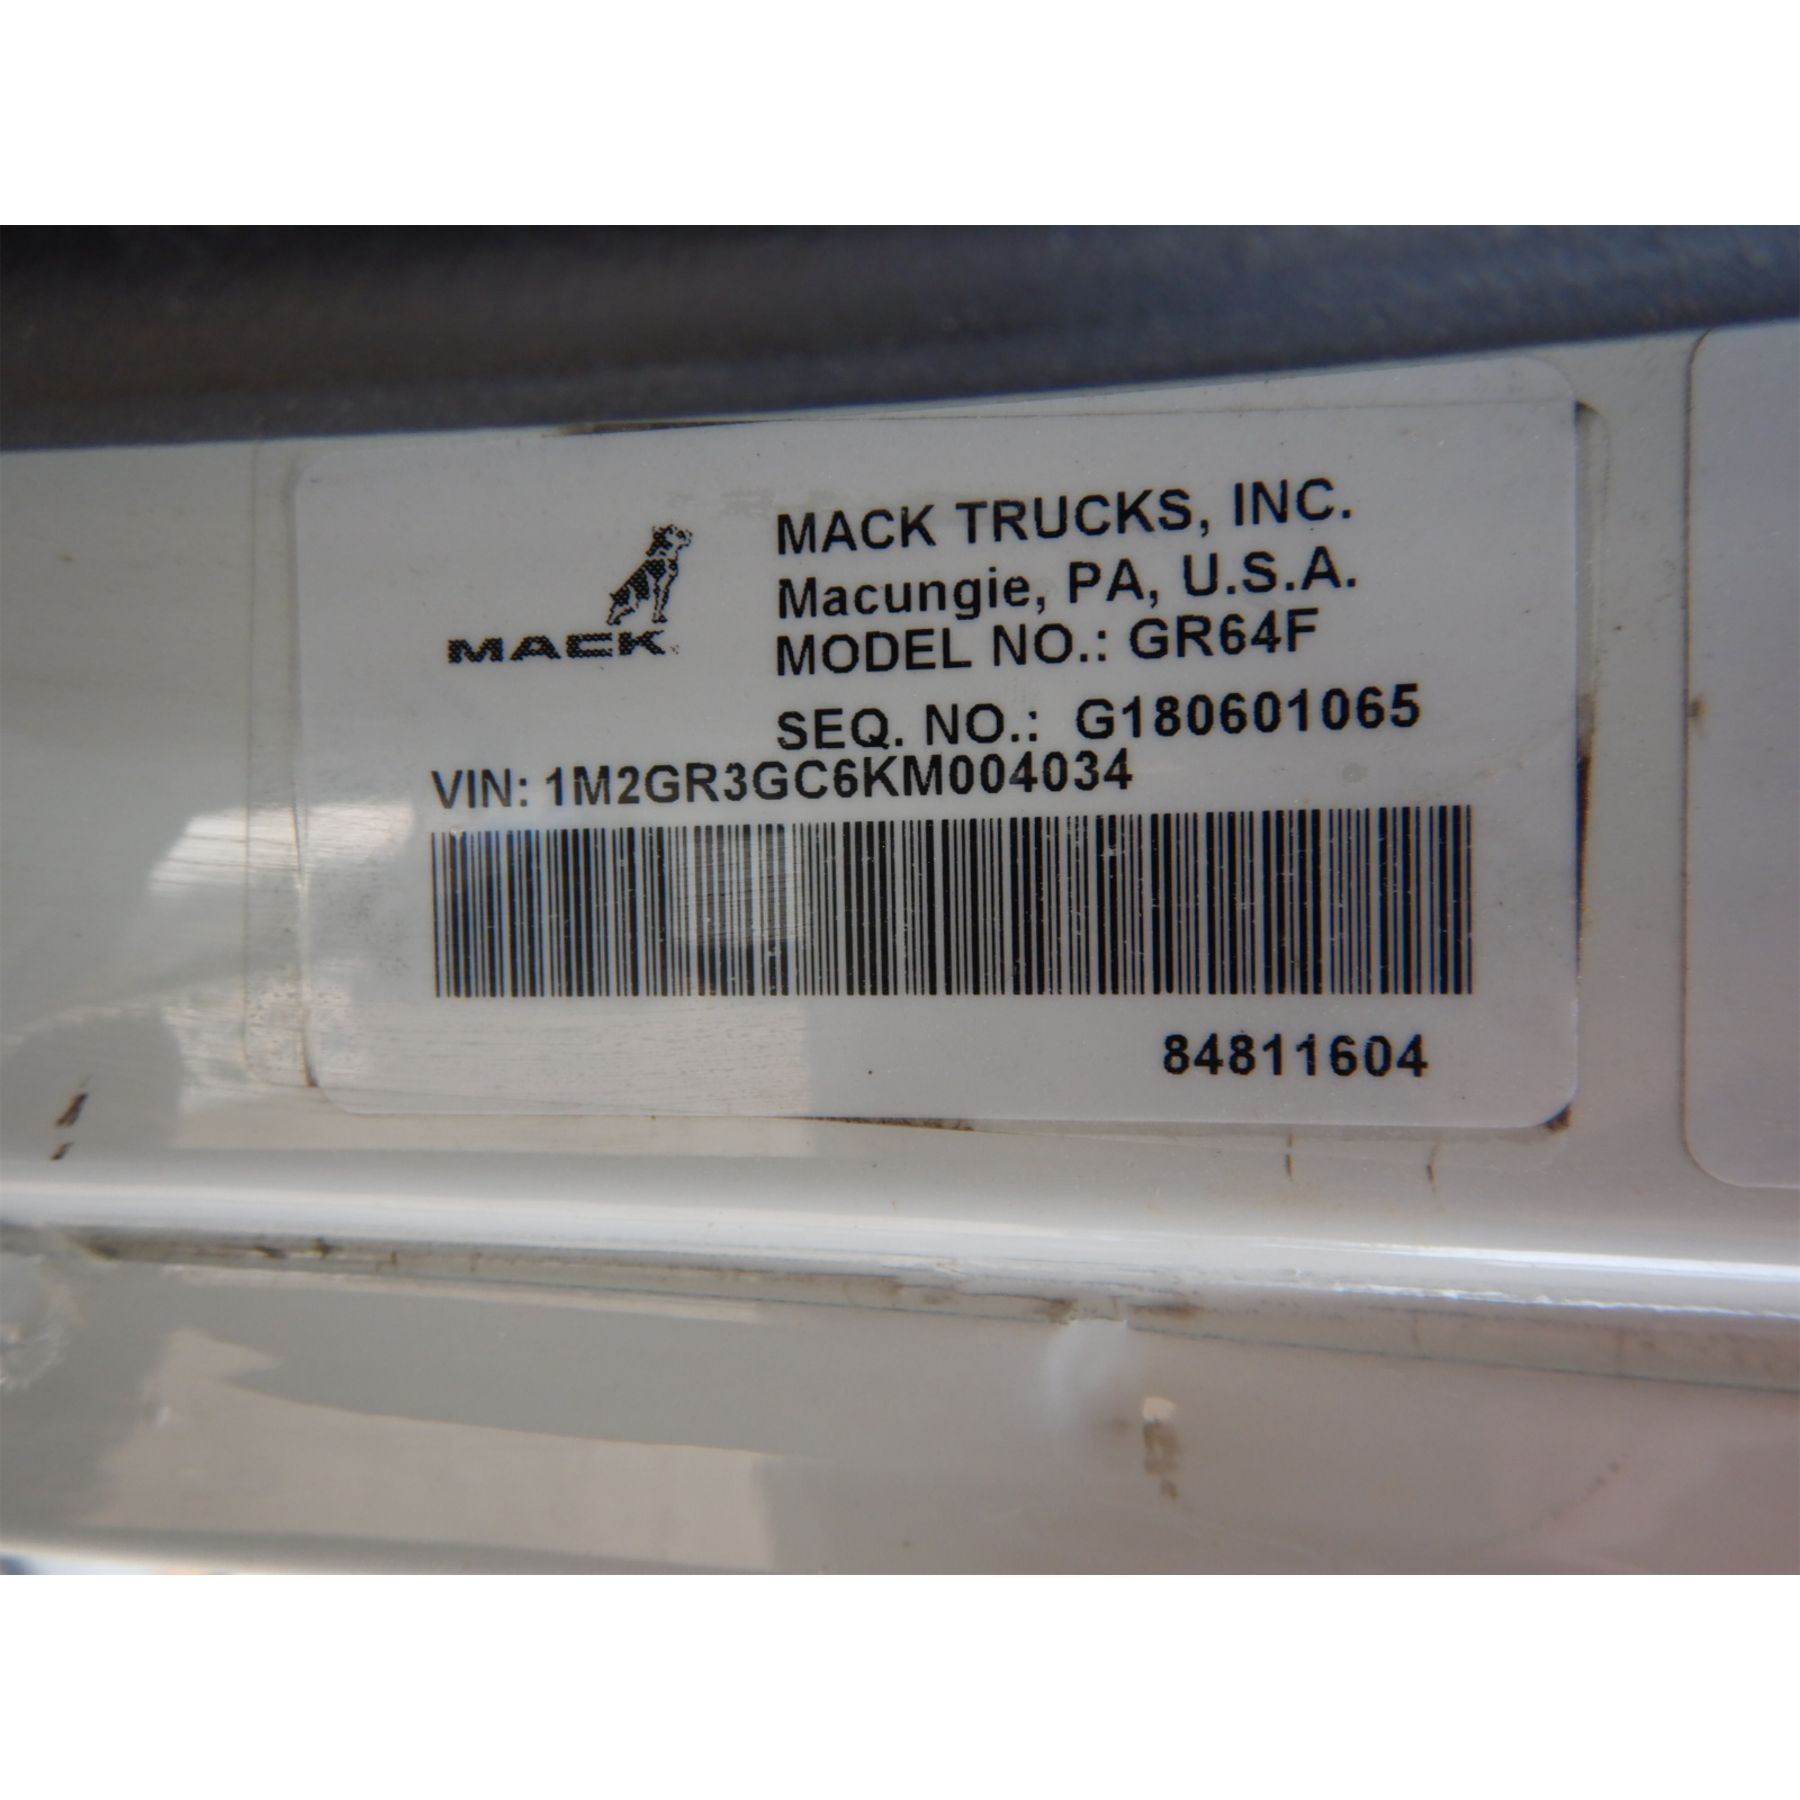 MACK
MACK TRUCKS, INC.
Macungie, PA, U.S.A.
MODEL NO.: GR64F
SEQ. NO.: G180601065
VIN: 1M2GR3GC6KM004034
84811604